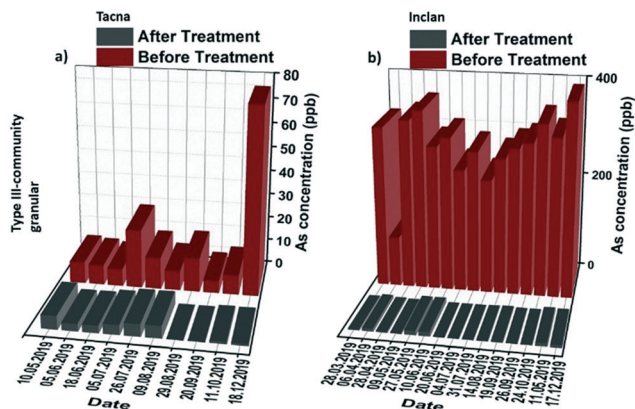 Tacna
After Treatment
Before Treatment
a)
Type III-community
granular
80
70
60
50
40
30
20
10
0
As concentration (ppb)
10.05.2019
05.06.2019
18.06.2019
05.07.2019
26.07.2019
09.08.2019
29.08.2019
20.09.2019
11.10.2019
18.12.2019
Date
Inclan
After Treatment
Before Treatment
b)
400
200
0
As concentration (ppb)
28.03.2019
06.04.2019
28.04.2019
09.05.2019
27.05.2019
10.06.2019
20.06.2019
04.07.2019
31.07.2019
14.08.2019
19.09.2019
26.09.2019
24.10.2019
11.05.2019
17.12.2019
Date